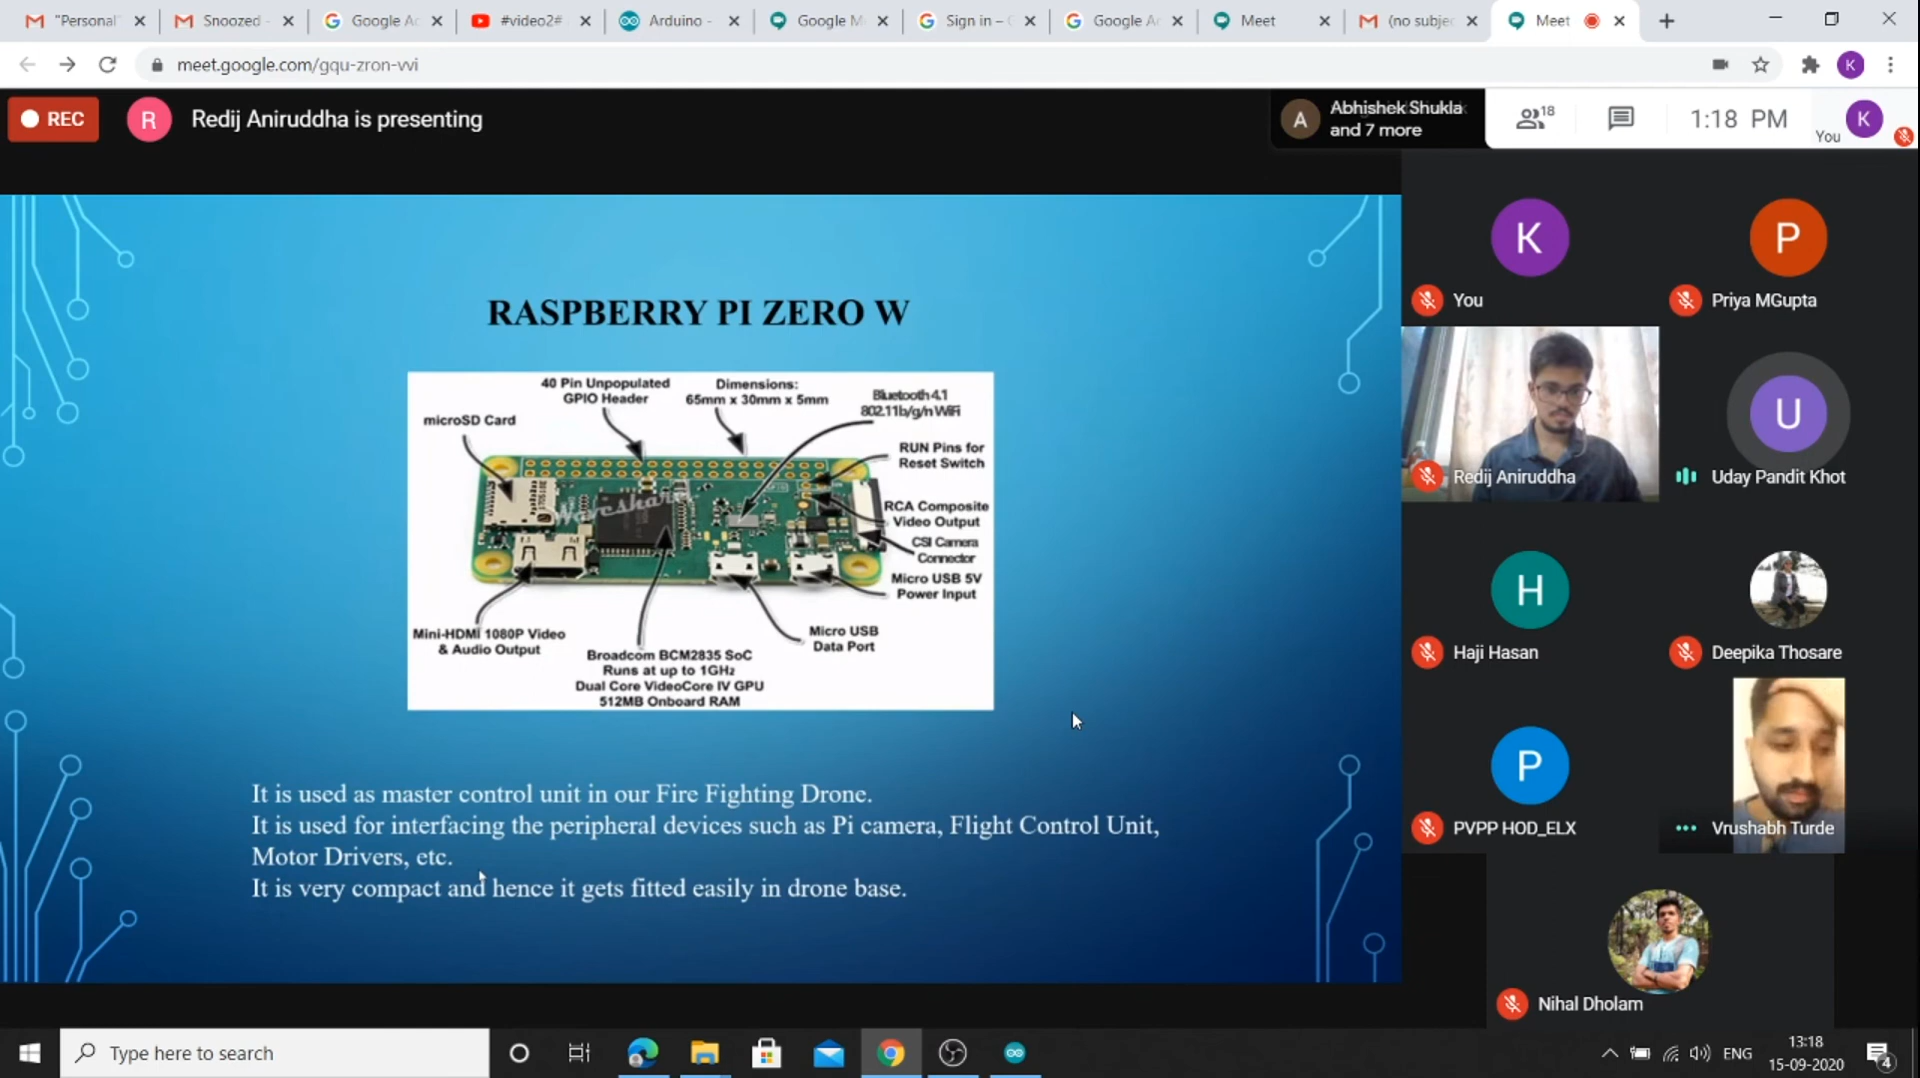 "Personal"
Snoozed -
Google Ac
#video2#
Arduino -
Google M
Sign in –
Google A
Meet
(no subje
Meet
meet.google.com/gqu-zron-vvi
K
REC
R
Redij Aniruddha is presenting
A
Abhishek Shukla
and 7 more
18
1:18 PM
You
K
RASPBERRY PI ZERO W
40 Pin Unpopulated
GPIO Header
Dimensions:
65mm x 30mm x 5mm
Bluetooth 4.1
802.11b/g/n WiFi
microSD Card
RUN Pins for
Reset Switch
Waveshare
RCA Composite
Video Output
CSI Camera
Connector
Micro USB 5V
Power Input
Mini-HDMI 1080P Video
& Audio Output
Micro USB
Data Port
Broadcom BCM2835 SoC
Runs at up to 1GHz
Dual Core VideoCore IV GPU
512MB Onboard RAM
It is used as master control unit in our Fire Fighting Drone.
It is used for interfacing the peripheral devices such as Pi camera, Flight Control Unit,
Motor Drivers, etc.
It is very compact and hence it gets fitted easily in drone base.
K
You
P
Priya MGupta
Redij Aniruddha
U
Uday Pandit Khot
H
Haji Hasan
Deepika Thosare
P
PVPP HOD_ELX
Vrushabh Turde
Nihal Dholam
Type here to search
ENG
13:18
15-09-2020
4